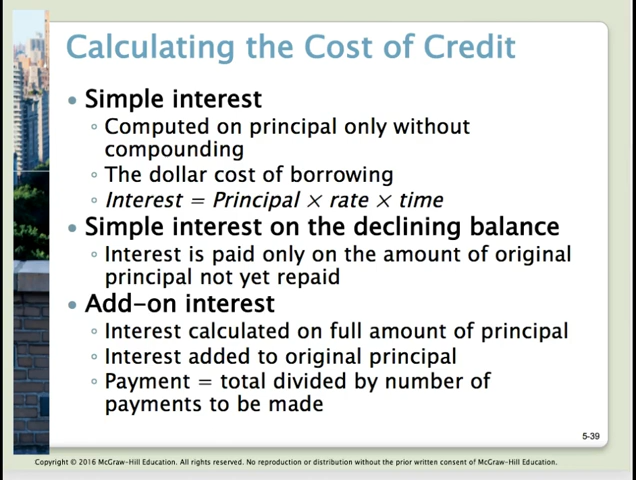 Calculating the Cost of Credit
• Simple interest
◦ Computed on principal only without
compounding
◦ The dollar cost of borrowing
◦ Interest = Principal × rate × time
• Simple interest on the declining balance
◦ Interest is paid only on the amount of original
principal not yet repaid
• Add-on interest
◦ Interest calculated on full amount of principal
◦ Interest added to original principal
◦ Payment = total divided by number of
payments to be made
5-39
Copyright © 2016 McGraw-Hill Education. All rights reserved. No reproduction or distribution without the prior written consent of McGraw-Hill Education.